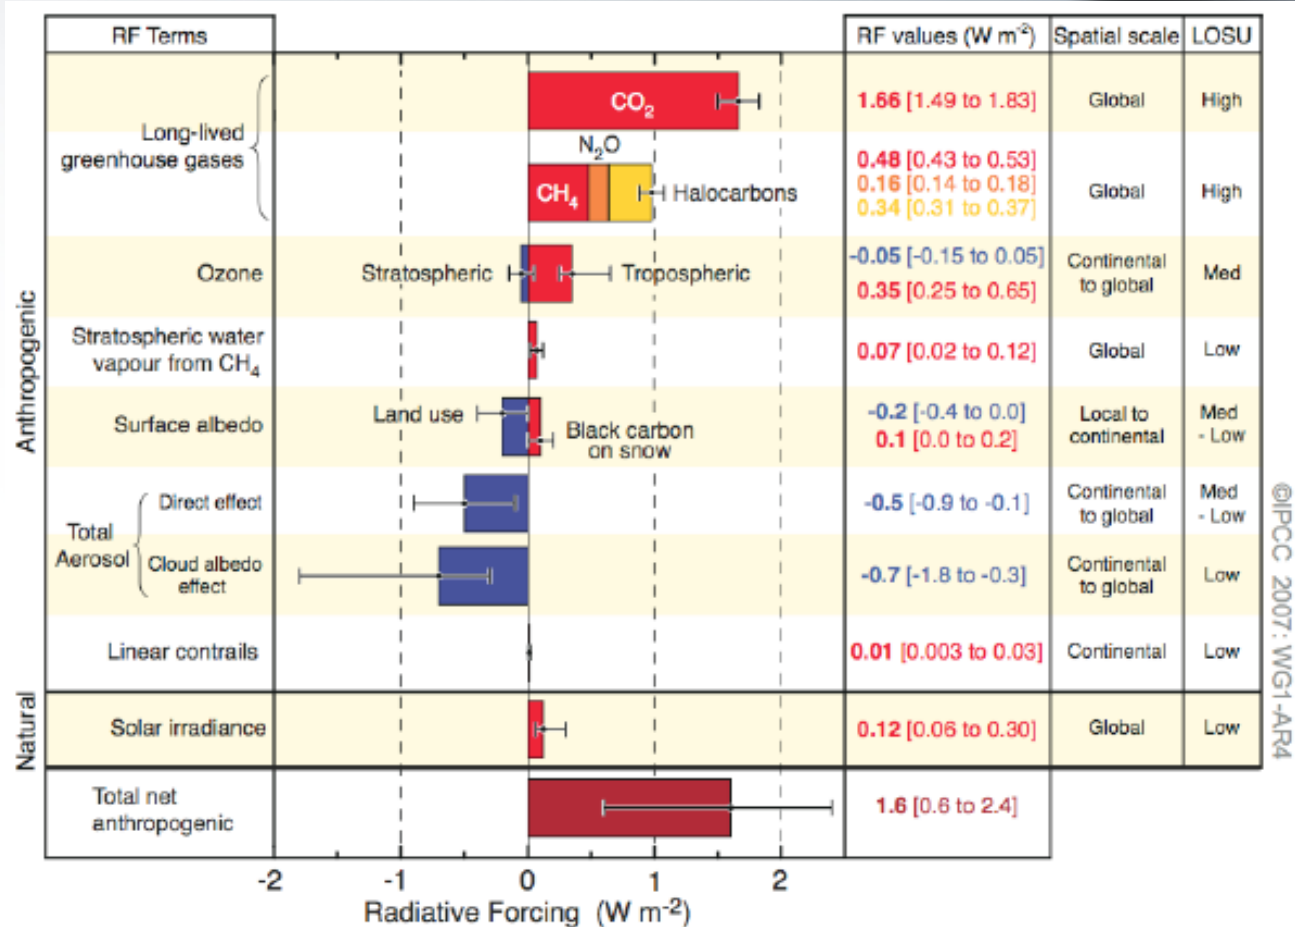 RF Terms
RF values (W m⁻²)
Spatial scale
LOSU
Anthropogenic
Long-lived
greenhouse gases
CO₂
1.66 [1.49 to 1.83]
Global
High
N₂O
CH₄
Halocarbons
0.48 [0.43 to 0.53]
0.16 [0.14 to 0.18]
0.34 [0.31 to 0.37]
Global
High
Ozone
Stratospheric
Tropospheric
-0.05 [-0.15 to 0.05]
0.35 [0.25 to 0.65]
Continental
to global
Med
Stratospheric water
vapour from CH₄
0.07 [0.02 to 0.12]
Global
Low
Surface albedo
Land use
Black carbon
on snow
-0.2 [-0.4 to 0.0]
0.1 [0.0 to 0.2]
Local to
continental
Med
- Low
Total
Aerosol
Direct effect
-0.5 [-0.9 to -0.1]
Continental
to global
Med
- Low
Cloud albedo
effect
-0.7 [-1.8 to -0.3]
Continental
to global
Low
Linear contrails
0.01 [0.003 to 0.03]
Continental
Low
Natural
Solar irradiance
0.12 [0.06 to 0.30]
Global
Low
Total net
anthropogenic
1.6 [0.6 to 2.4]
-2 -1 0 1 2
Radiative Forcing (W m⁻²)
©IPCC 2007: WG1-AR4